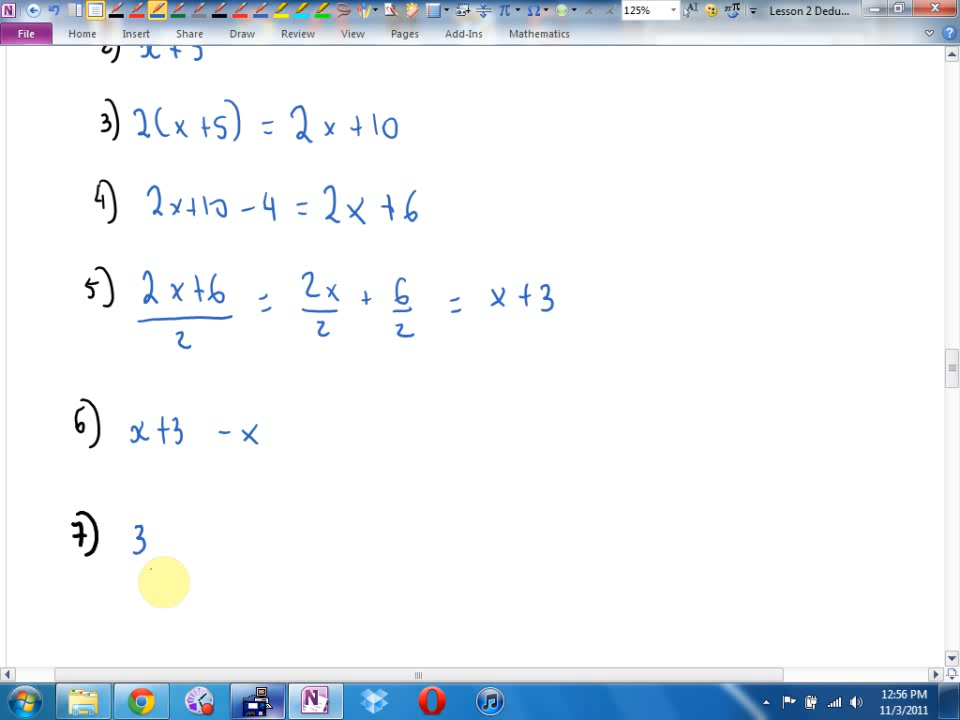 125%
Lesson 2 Dedu...
File Home Insert Share Draw Review View Pages Add-Ins Mathematics
2) x + 5
3) 2(x + 5) = 2x + 10
4) 2x + 10 - 4 = 2x + 6
5) 2x + 6 / 2 = 2x / 2 + 6 / 2 = x + 3
6) x + 3 - x
7) 3
12:56 PM
11/3/2011